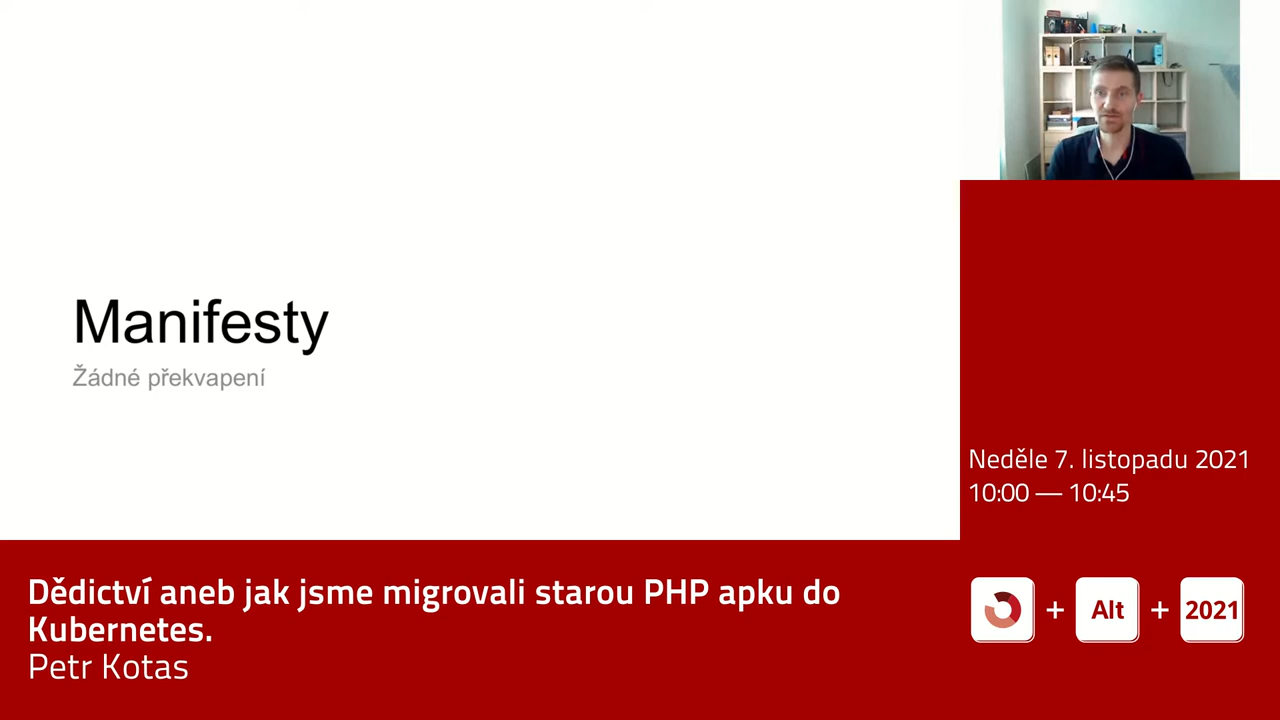 Manifesty
Žádné překvapení
Neděle 7. listopadu 2021
10:00 — 10:45
Dědictví aneb jak jsme migrovali starou PHP apku do
Kubernetes.
Petr Kotas
+ Alt + 2021